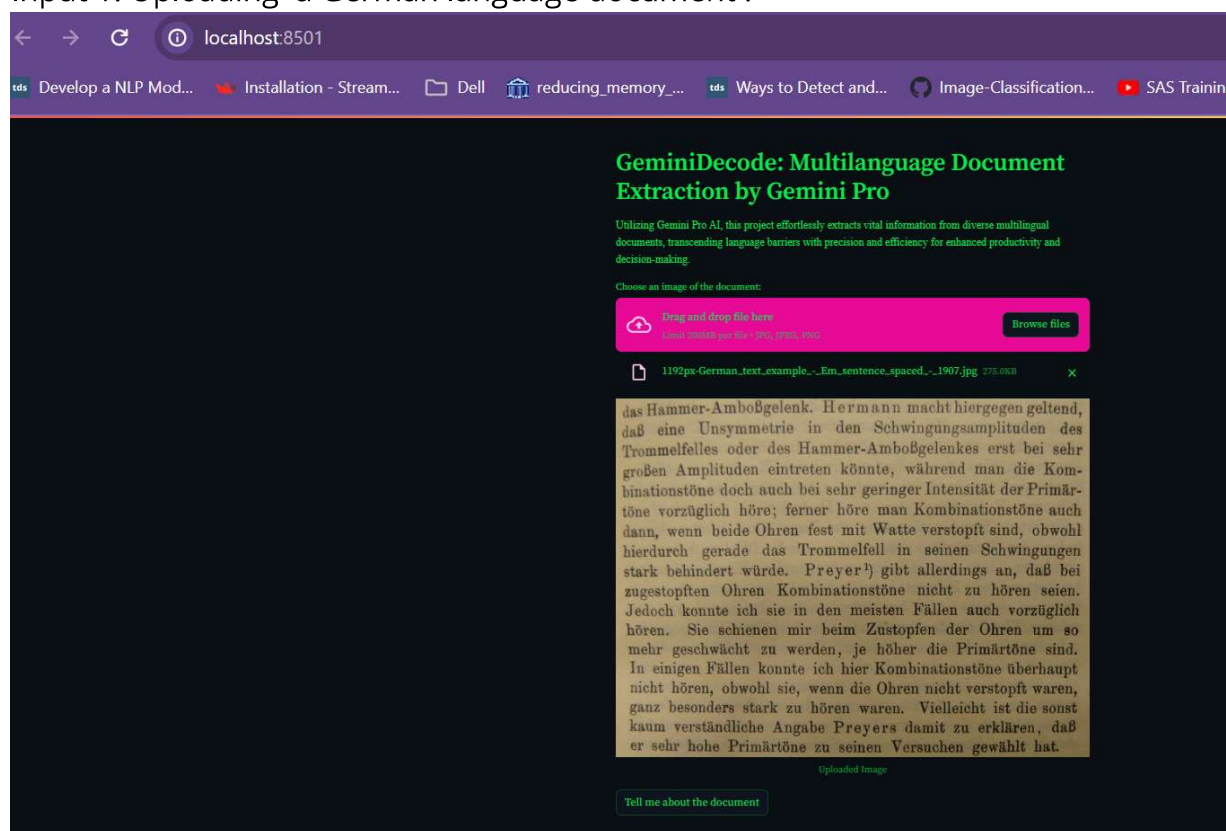 Input 1: Uploading a German language document :
localhost:8501
tds Develop a NLP Mod... Installation - Stream... Dell reducing_memory_... tds Ways to Detect and... Image-Classification... SAS Trainin
GeminiDecode: Multilanguage Document
Extraction by Gemini Pro
Utilizing Gemini Pro AI, this project effortlessly extracts vital information from diverse multilingual
documents, transcending language barriers with precision and efficiency for enhanced productivity and
decision-making.
Choose an image of the document:
Drag and drop file here
Limit 200MB per file • JPG, JPEG, PNG
Browse files
1192px-German_text_example_-_Em_sentence_spaced_-_1907.jpg 275.0KB
das Hammer-Amboßgelenk. Hermann macht hiergegen geltend,
daß eine Unsymmetrie in den Schwingungsamplituden des
Trommelfelles oder des Hammer-Amboßgelenkes erst bei sehr
großen Amplituden eintreten könnte, während man die Kom-
binationstöne doch auch bei sehr geringer Intensität der Primär-
töne vorzüglich höre; ferner höre man Kombinationstöne auch
dann, wenn beide Ohren fest mit Watte verstopft sind, obwohl
hierdurch gerade das Trommelfell in seinen Schwingungen
stark behindert würde. Preyer¹) gibt allerdings an, daß bei
zugestopften Ohren Kombinationstöne nicht zu hören seien.
Jedoch konnte ich sie in den meisten Fällen auch vorzüglich
hören. Sie schienen mir beim Zustopfen der Ohren um so
mehr geschwächt zu werden, je höher die Primärtöne sind.
In einigen Fällen konnte ich hier Kombinationstöne überhaupt
nicht hören, obwohl sie, wenn die Ohren nicht verstopft waren,
ganz besonders stark zu hören waren. Vielleicht ist die sonst
kaum verständliche Angabe Preyers damit zu erklären, daß
er sehr hohe Primärtöne zu seinen Versuchen gewählt hat.
Uploaded Image
Tell me about the document